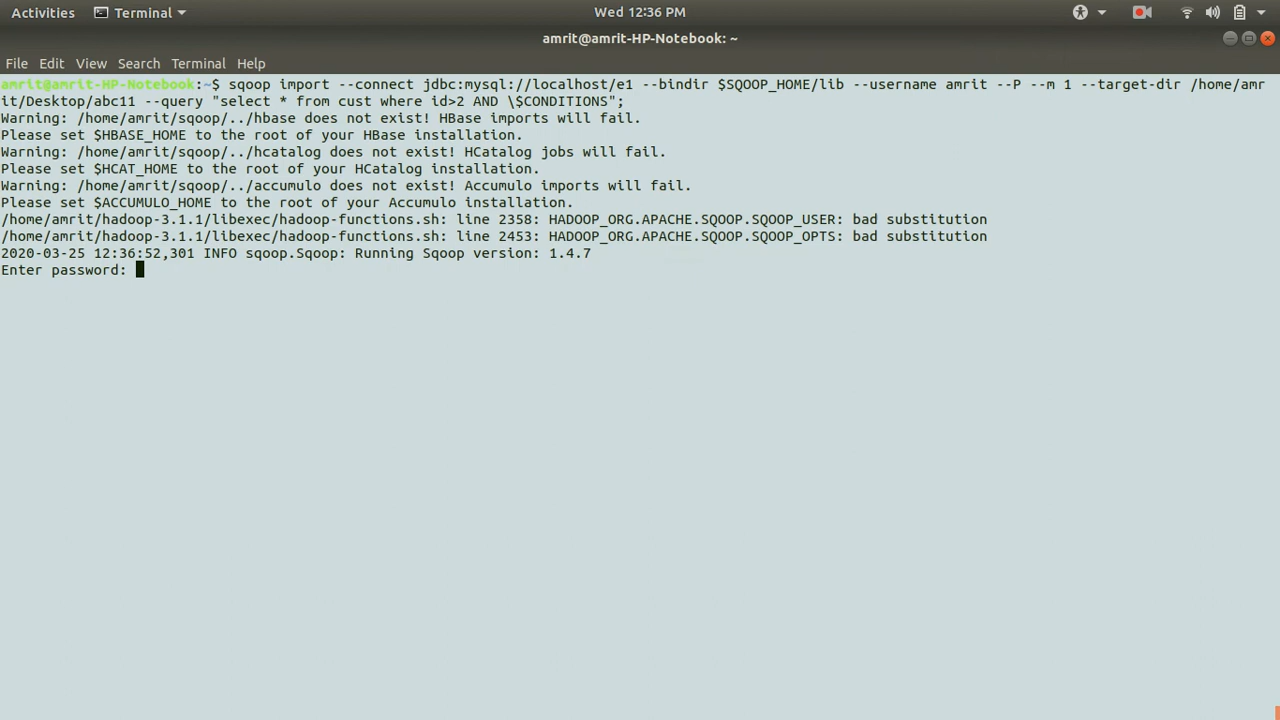 Activities Terminal Wed 12:36 PM
amrit@amrit-HP-Notebook: ~
File Edit View Search Terminal Help
amrit@amrit-HP-Notebook:~$ sqoop import --connect jdbc:mysql://localhost/e1 --bindir $SQOOP_HOME/lib --username amrit --P --m 1 --target-dir /home/amr
it/Desktop/abc11 --query "select * from cust where id>2 AND \$CONDITIONS";
Warning: /home/amrit/sqoop/../hbase does not exist! HBase imports will fail.
Please set $HBASE_HOME to the root of your HBase installation.
Warning: /home/amrit/sqoop/../hcatalog does not exist! HCatalog jobs will fail.
Please set $HCAT_HOME to the root of your HCatalog installation.
Warning: /home/amrit/sqoop/../accumulo does not exist! Accumulo imports will fail.
Please set $ACCUMULO_HOME to the root of your Accumulo installation.
/home/amrit/hadoop-3.1.1/libexec/hadoop-functions.sh: line 2358: HADOOP_ORG.APACHE.SQOOP.SQOOP_USER: bad substitution
/home/amrit/hadoop-3.1.1/libexec/hadoop-functions.sh: line 2453: HADOOP_ORG.APACHE.SQOOP.SQOOP_OPTS: bad substitution
2020-03-25 12:36:52,301 INFO sqoop.Sqoop: Running Sqoop version: 1.4.7
Enter password: